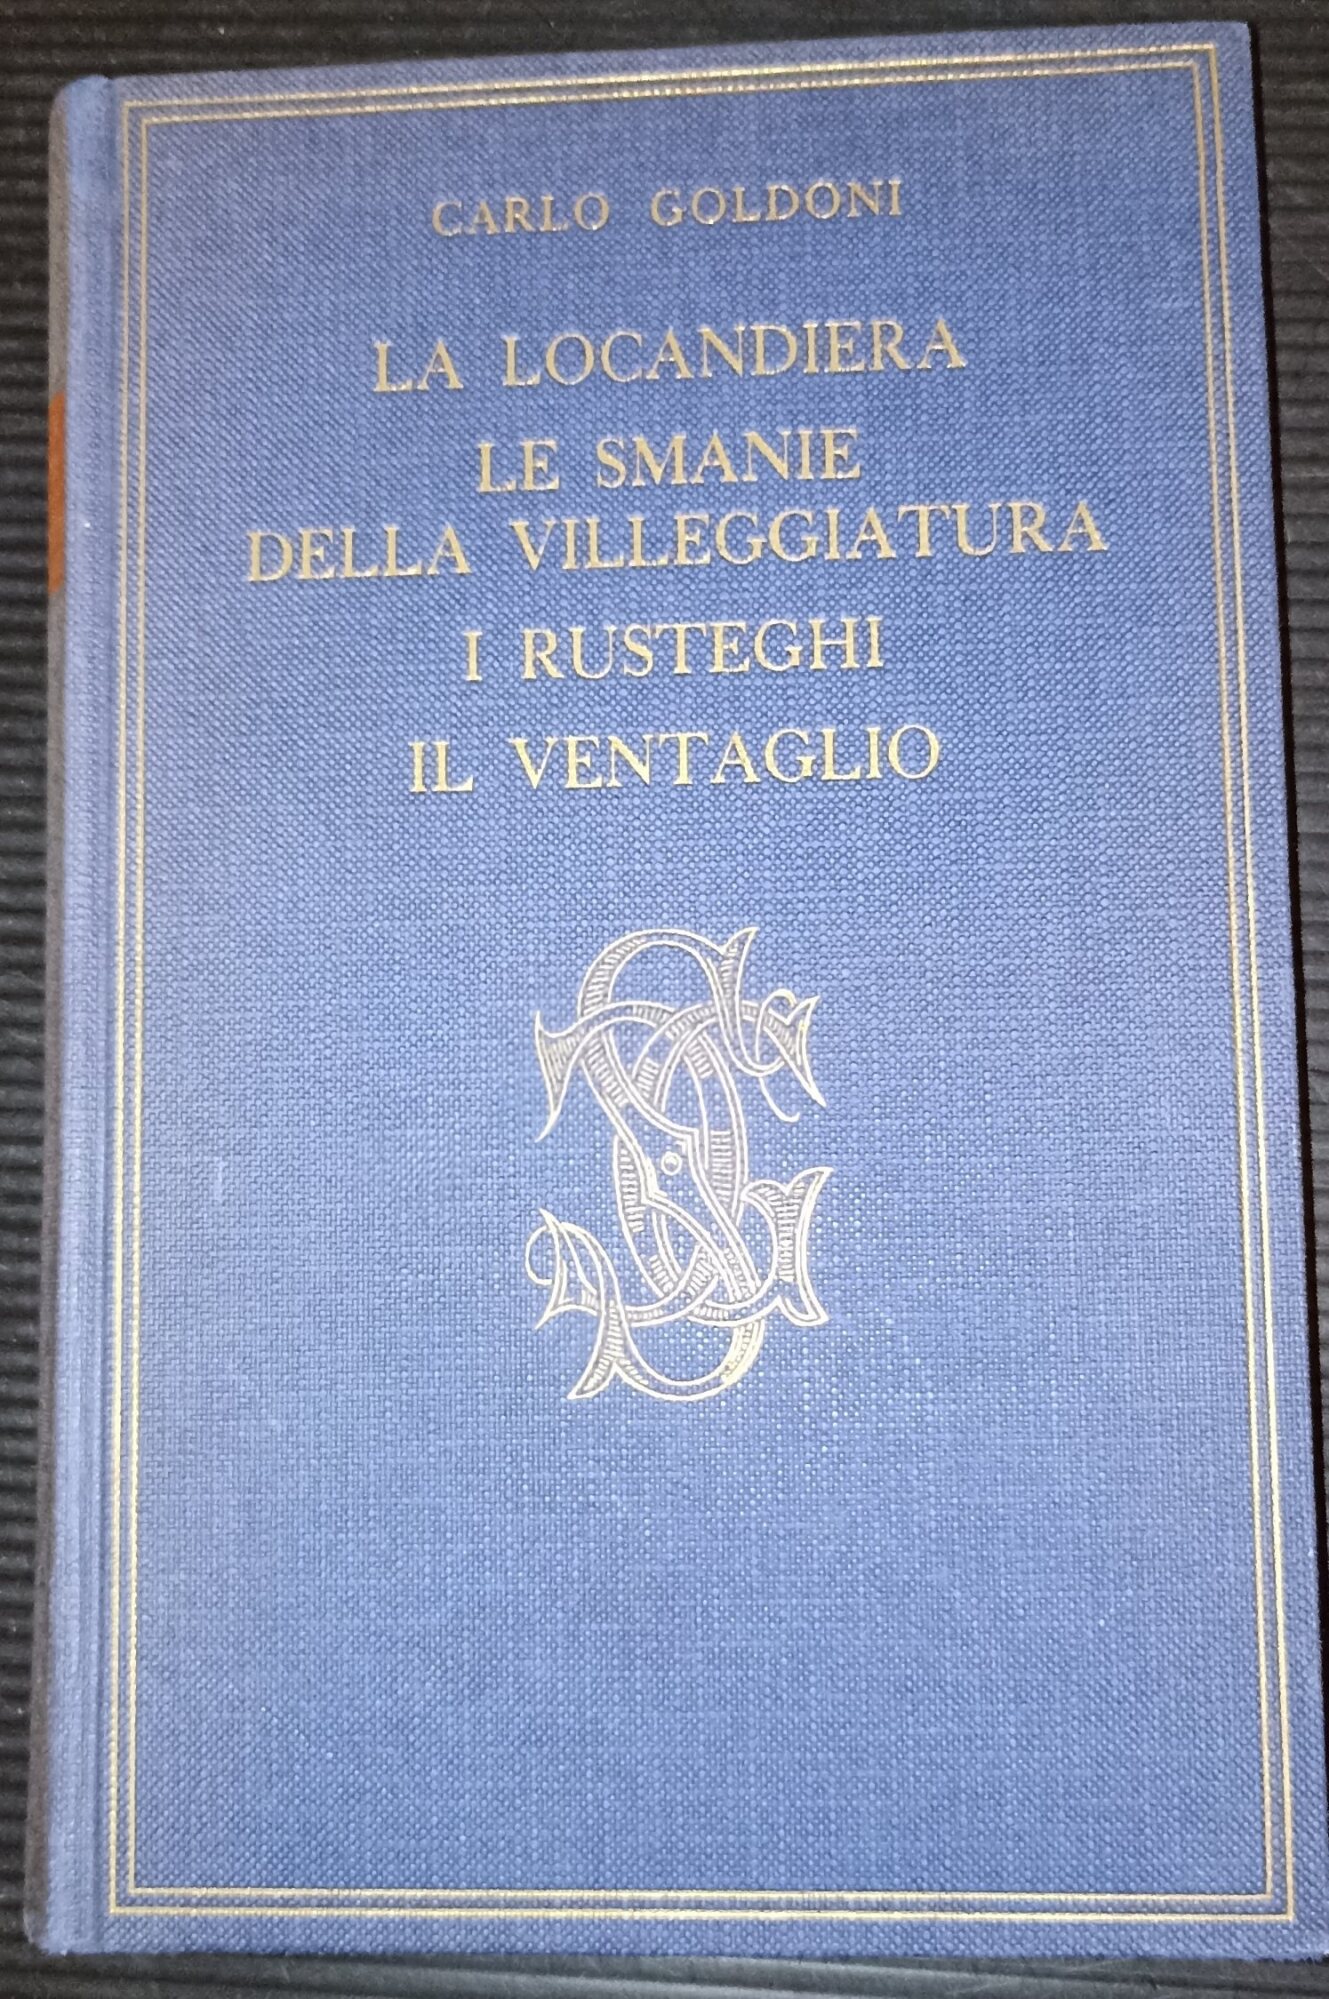 CARLO GOLDONI
LA LOCANDIERA
LE SMANIE
DELLA VILLEGGIATURA
I RUSTEGHI
IL VENTAGLIO